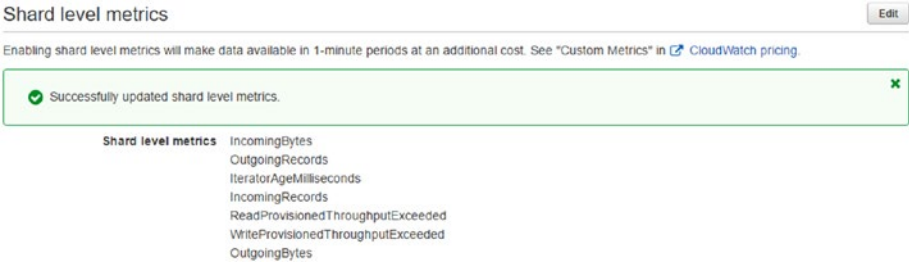 Shard level metrics
Edit
Enabling shard level metrics will make data available in 1-minute periods at an additional cost. See "Custom Metrics" in CloudWatch pricing.
Successfully updated shard level metrics.
Shard level metrics IncomingBytes
OutgoingRecords
IteratorAgeMilliseconds
IncomingRecords
ReadProvisionedThroughputExceeded
WriteProvisionedThroughputExceeded
OutgoingBytes